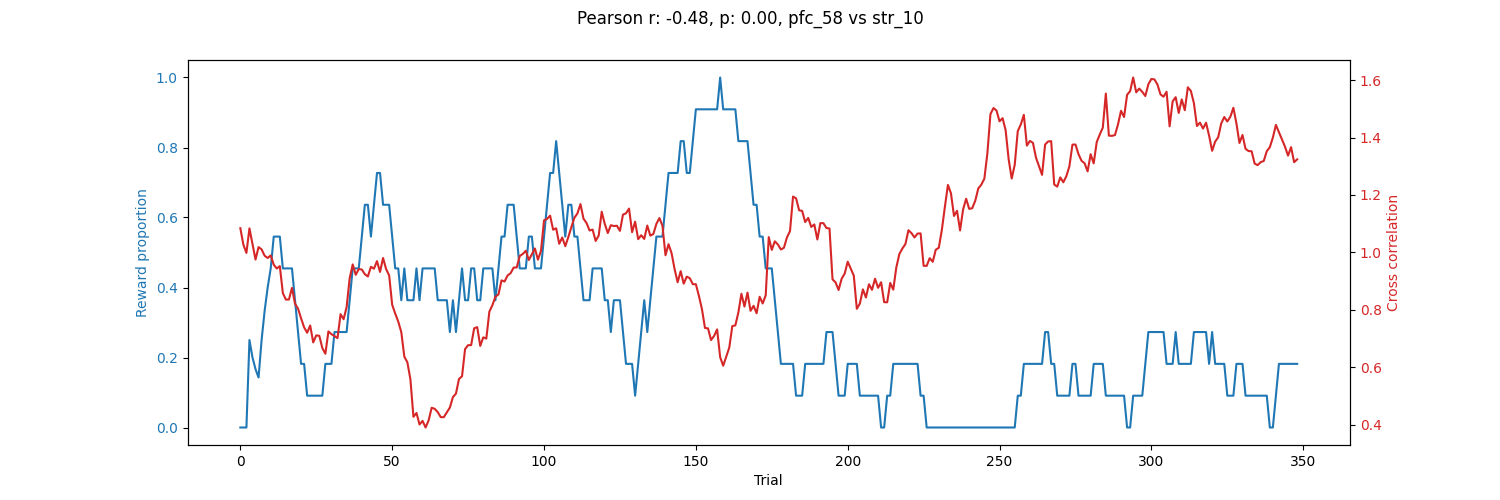 Pearson r: -0.48, p: 0.00, pfc_58 vs str_10
1.0
0.8
0.6
0.4
0.2
0.0
Reward proportion
1.6
1.4
1.2
1.0
0.8
0.6
0.4
Cross correlation
0 50 100 150 200 250 300 350
Trial